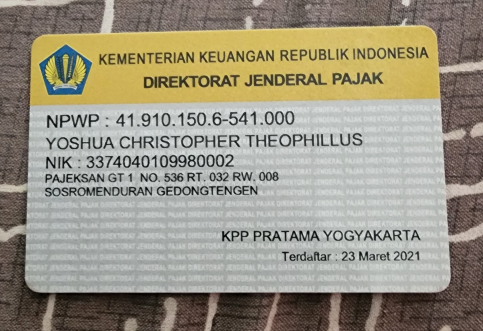 KEMENTERIAN KEUANGAN REPUBLIK INDONESIA
DIREKTORAT JENDERAL PAJAK
NPWP : 41.910.150.6-541.000
YOSHUA CHRISTOPHER THEOPHILLUS
NIK : 3374040109980002
PAJEKSAN GT 1 NO. 536 RT. 032 RW. 008
SOSROMENDURAN GEDONGTENGEN
KPP PRATAMA YOGYAKARTA
Terdaftar : 23 Maret 2021